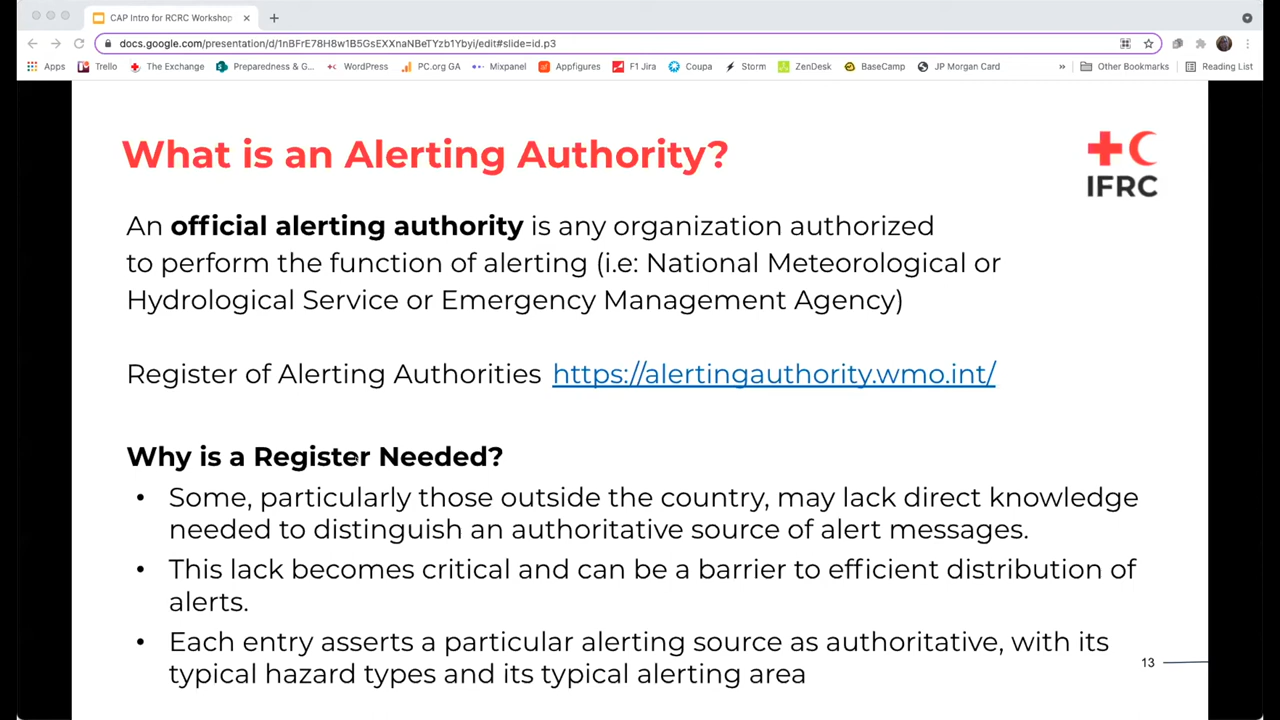 CAP Intro for RCRC Workshop
docs.google.com/presentation/d/1nBFrE78H8w1B5GsEXXnaNBeTYzb1Ybyi/edit#slide=id.p3
Apps Trello The Exchange Preparedness & G... WordPress PC.org GA Mixpanel Appfigures F1 Jira Coupa Storm ZenDesk BaseCamp JP Morgan Card » Other Bookmarks Reading List
What is an Alerting Authority?
IFRC
An official alerting authority is any organization authorized
to perform the function of alerting (i.e: National Meteorological or
Hydrological Service or Emergency Management Agency)
Register of Alerting Authorities https://alertingauthority.wmo.int/
Why is a Register Needed?
• Some, particularly those outside the country, may lack direct knowledge
needed to distinguish an authoritative source of alert messages.
• This lack becomes critical and can be a barrier to efficient distribution of
alerts.
• Each entry asserts a particular alerting source as authoritative, with its
typical hazard types and its typical alerting area
13